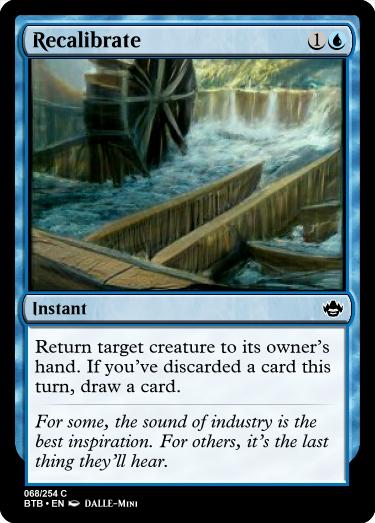 Recalibrate 1
Instant
Return target creature to its owner's
hand. If you've discarded a card this
turn, draw a card.
For some, the sound of industry is the
best inspiration. For others, it's the last
thing they'll hear.
068/254 C
BTB • EN DALLE-Mini